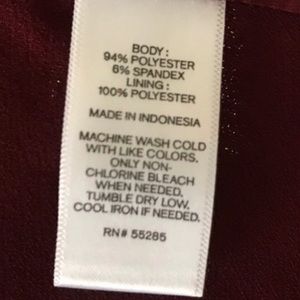 BODY :
94% POLYESTER
6% SPANDEX
LINING :
100% POLYESTER
MADE IN INDONESIA
MACHINE WASH COLD
WITH LIKE COLORS,
ONLY NON-
CHLORINE BLEACH
WHEN NEEDED,
TUMBLE DRY LOW,
COOL IRON IF NEEDED.
RN# 55285